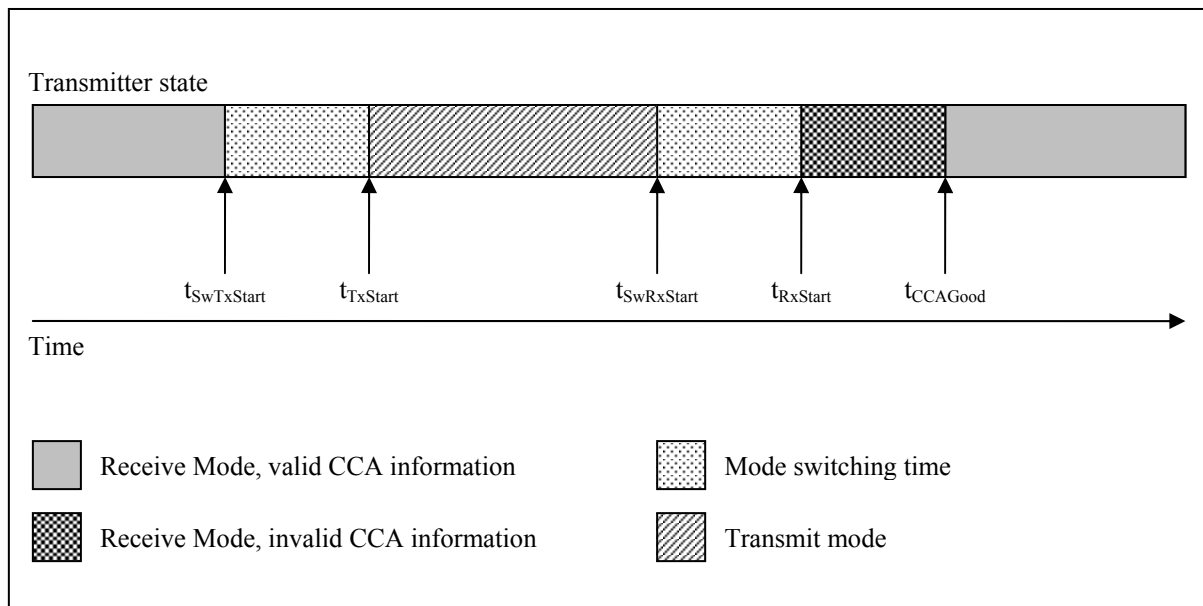 Transmitter state
tSwTxStart tTxStart tSwRxStart tRxStart tCCAGood
Time
Receive Mode, valid CCA information Mode switching time
Receive Mode, invalid CCA information Transmit mode